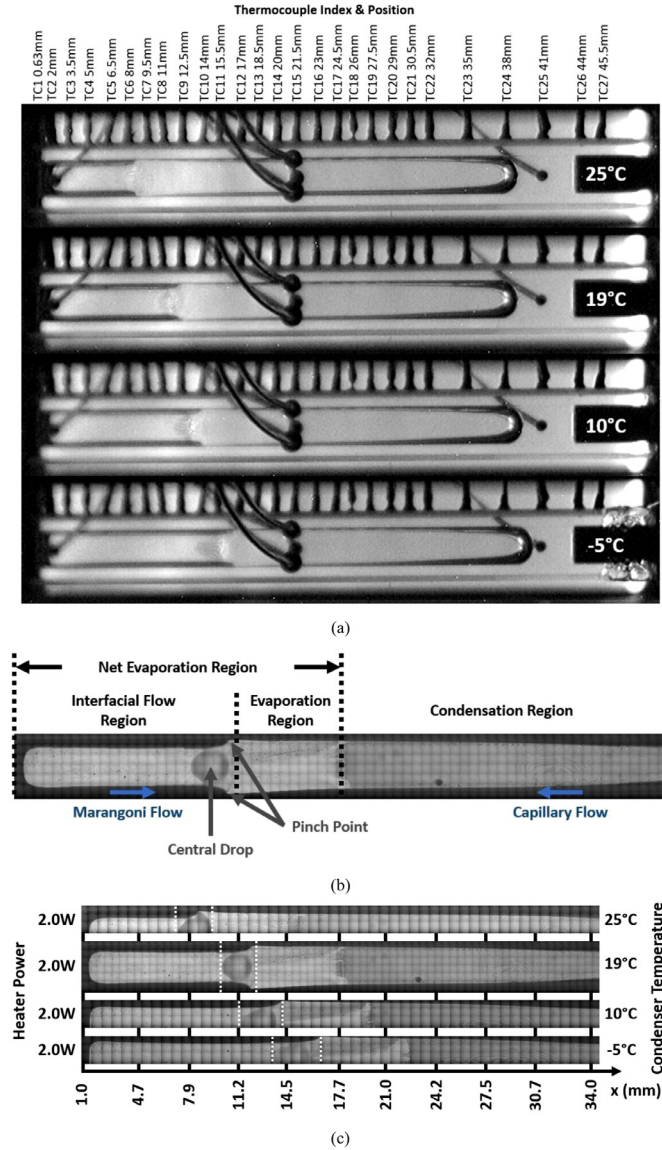 Thermocouple Index & Position
TC1 0.63mm
TC2 2mm
TC3 3.5mm
TC4 5mm
TC5 6.5mm
TC6 8mm
TC7 9.5mm
TC8 11mm
TC9 12.5mm
TC10 14mm
TC11 15.5mm
TC12 17mm
TC13 18.5mm
TC14 20mm
TC15 21.5mm
TC16 23mm
TC17 24.5mm
TC18 26mm
TC19 27.5mm
TC20 29mm
TC21 30.5mm
TC22 32mm
TC23 35mm
TC24 38mm
TC25 41mm
TC26 44mm
TC27 45.5mm
25°C
19°C
10°C
-5°C
(a)
Net Evaporation Region
Interfacial Flow
Region
Evaporation
Region
Condensation Region
Marangoni Flow
Capillary Flow
Pinch Point
Central Drop
(b)
Heater Power
2.0W
25°C
2.0W
19°C
2.0W
10°C
2.0W
-5°C
Condenser Temperature
1.0 4.7 7.9 11.2 14.5 17.7 21.0 24.2 27.5 30.7 34.0 x (mm)
(c)